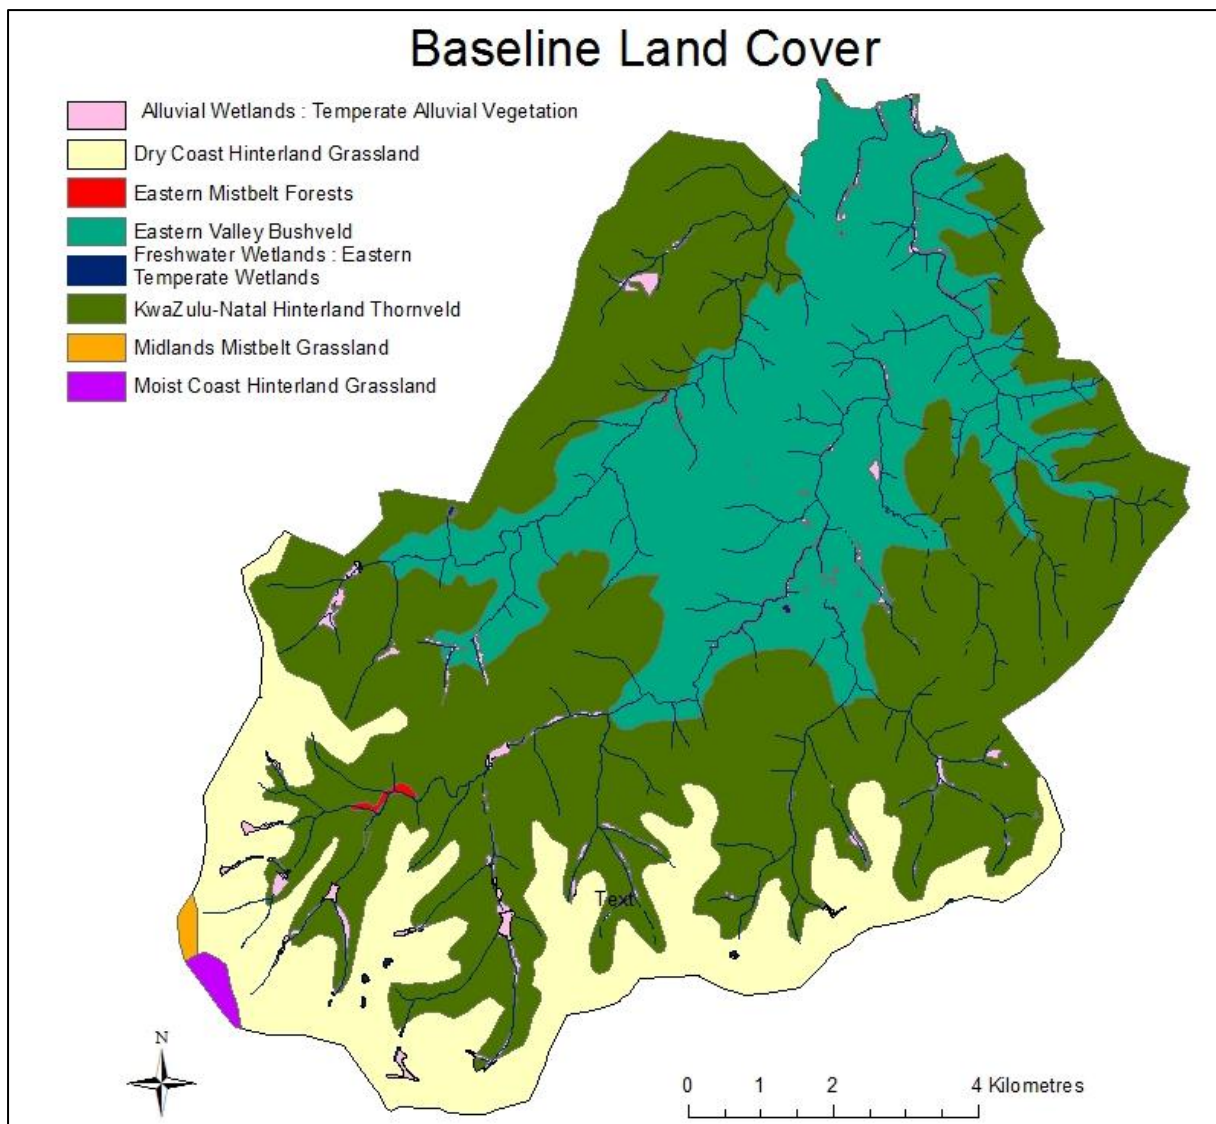 Baseline Land Cover
Alluvial Wetlands : Temperate Alluvial Vegetation
Dry Coast Hinterland Grassland
Eastern Mistbelt Forests
Eastern Valley Bushveld
Freshwater Wetlands : Eastern
Temperate Wetlands
KwaZulu-Natal Hinterland Thornveld
Midlands Mistbelt Grassland
Moist Coast Hinterland Grassland
Text
N
0 1 2 4 Kilometres